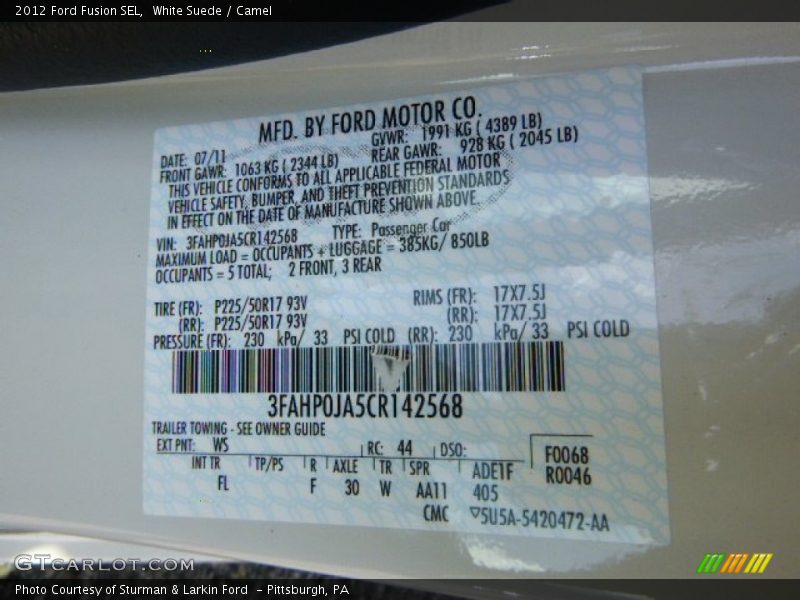 2012 Ford Fusion SEL, White Suede / Camel
MFD. BY FORD MOTOR CO.
DATE: 07/11 GVWR: 1991 KG ( 4389 LB)
FRONT GAWR: 1063 KG ( 2344 LB) REAR GAWR: 928 KG ( 2045 LB)
THIS VEHICLE CONFORMS TO ALL APPLICABLE FEDERAL MOTOR
VEHICLE SAFETY, BUMPER, AND THEFT PREVENTION STANDARDS
IN EFFECT ON THE DATE OF MANUFACTURE SHOWN ABOVE.
VIN: 3FAHP0JA5CR142568 TYPE: Passenger Car
MAXIMUM LOAD = OCCUPANTS + LUGGAGE = 385KG/ 850LB
OCCUPANTS = 5 TOTAL; 2 FRONT, 3 REAR
TIRE (FR): P225/50R17 93V RIMS (FR): 17X7.5J
(RR): P225/50R17 93V (RR): 17X7.5J
PRESSURE (FR): 230 kPa/ 33 PSI COLD (RR): 230 kPa/ 33 PSI COLD
3FAHP0JA5CR142568
TRAILER TOWING - SEE OWNER GUIDE
EXT PNT: WS RC: 44 DSO: F0068
INT TR TP/PS R AXLE TR SPR ADE1F R0046
FL F 30 W AA11 405
CMC ▽5U5A-5420472-AA
GTCARLOT.COM
Photo Courtesy of Sturman & Larkin Ford - Pittsburgh, PA